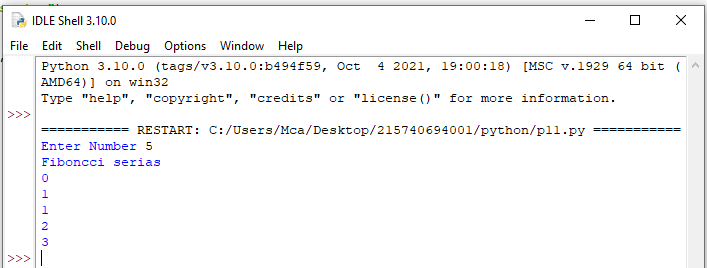 IDLE Shell 3.10.0
File Edit Shell Debug Options Window Help
Python 3.10.0 (tags/v3.10.0:b494f59, Oct  4 2021, 19:00:18) [MSC v.1929 64 bit (
AMD64)] on win32
Type "help", "copyright", "credits" or "license()" for more information.
>>>
=========== RESTART: C:/Users/Mca/Desktop/215740694001/python/p11.py ===========
Enter Number 5
Fiboncci serias
0
1
1
2
3
>>>